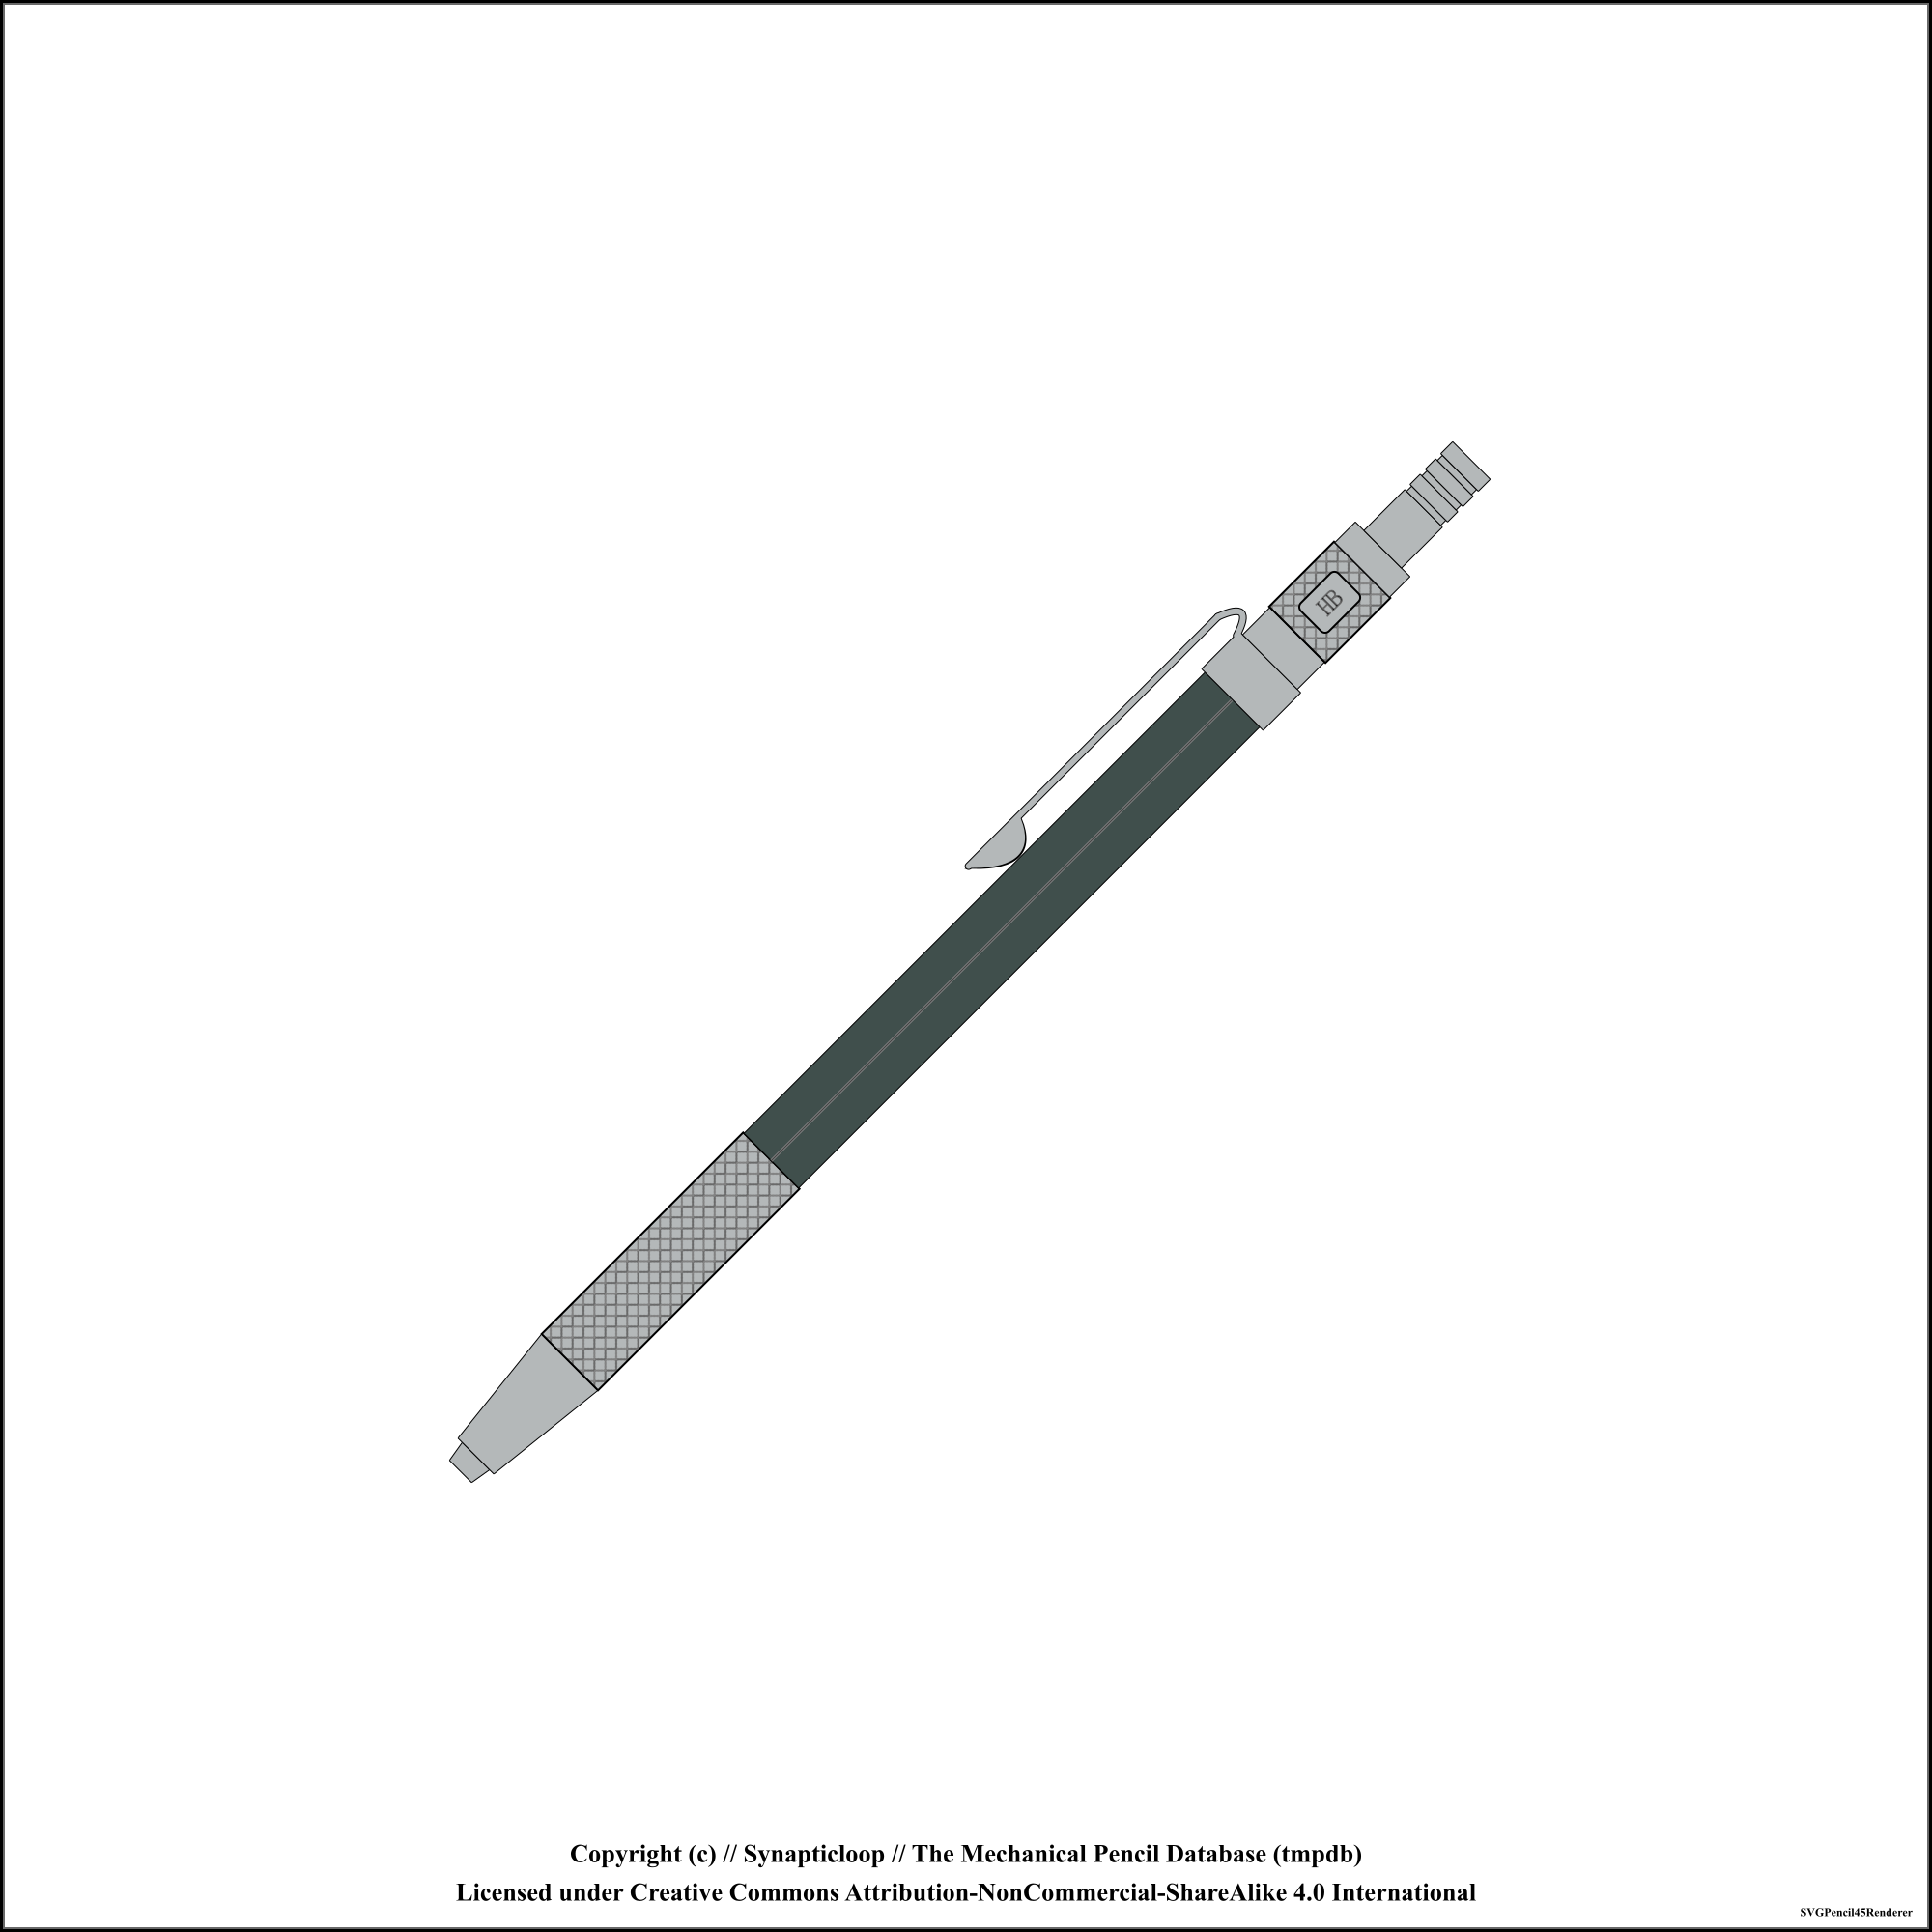 HB
Copyright (c) // Synapticloop // The Mechanical Pencil Database (tmpdb)
Licensed under Creative Commons Attribution-NonCommercial-ShareAlike 4.0 International
SVGPencil45Renderer